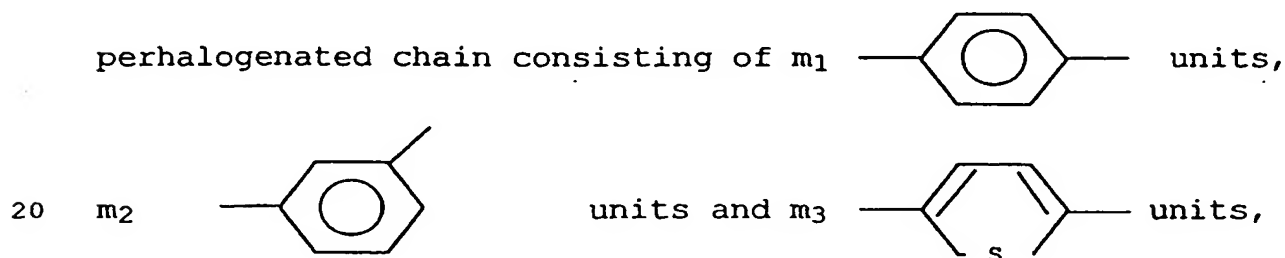 perhalogenated chain consisting of m1 units,
20 m2 units and m3 units,
s